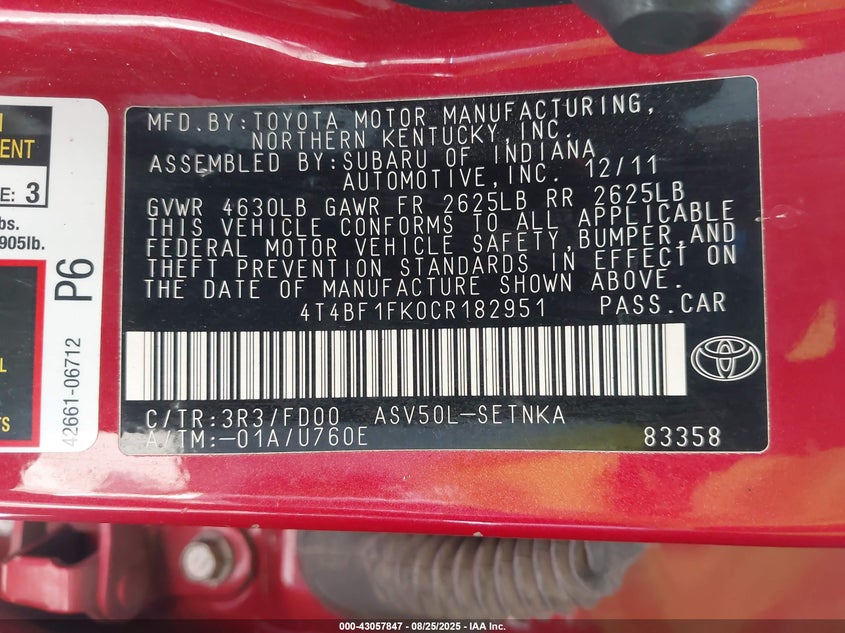 MFD.BY:TOYOTA MOTOR MANUFACTURING,
NORTHERN KENTUCKY,INC.
ASSEMBLED BY:SUBARU OF INDIANA
AUTOMOTIVE,INC. 12/11
GVWR 4630LB GAWR FR 2625LB RR 2625LB
THIS VEHICLE CONFORMS TO ALL APPLICABLE
FEDERAL MOTOR VEHICLE SAFETY,BUMPER,AND
THEFT PREVENTION STANDARDS IN EFFECT ON
THE DATE OF MANUFACTURE SHOWN ABOVE.
4T4BF1FK0CR182951 PASS.CAR
C/TR:3R3/FD00 ASV50L-SETNKA
A/TM:-01A/U760E 83358
E: 3
bs.
905lb.
P6
42661-06712
000-43057847 - 08/25/2025 - IAA Inc.